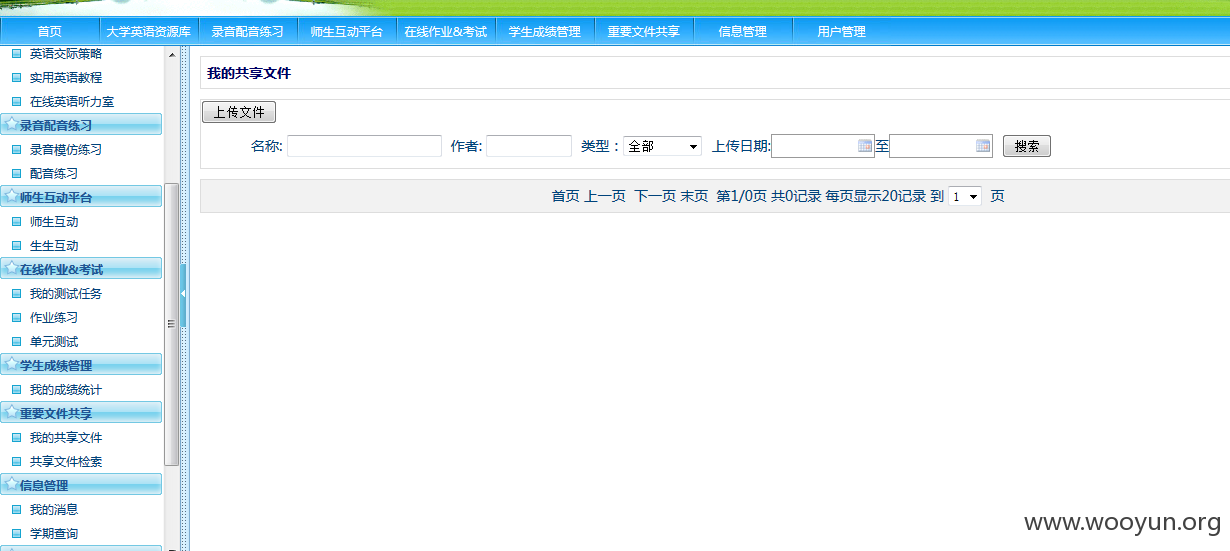 首页 大学英语资源库 录音配音练习 师生互动平台 在线作业&考试 学生成绩管理 重要文件共享 信息管理 用户管理
英语交际策略
实用英语教程
在线英语听力室
录音配音练习
录音模仿练习
配音练习
师生互动平台
师生互动
生生互动
在线作业&考试
我的测试任务
作业练习
单元测试
学生成绩管理
我的成绩统计
重要文件共享
我的共享文件
共享文件检索
信息管理
我的消息
学期查询
我的共享文件
上传文件
名称: 作者: 类型： 全部 上传日期: 至 搜索
首页 上一页 下一页 末页 第1/0页 共0记录 每页显示20记录 到 1 页
www.wooyun.org